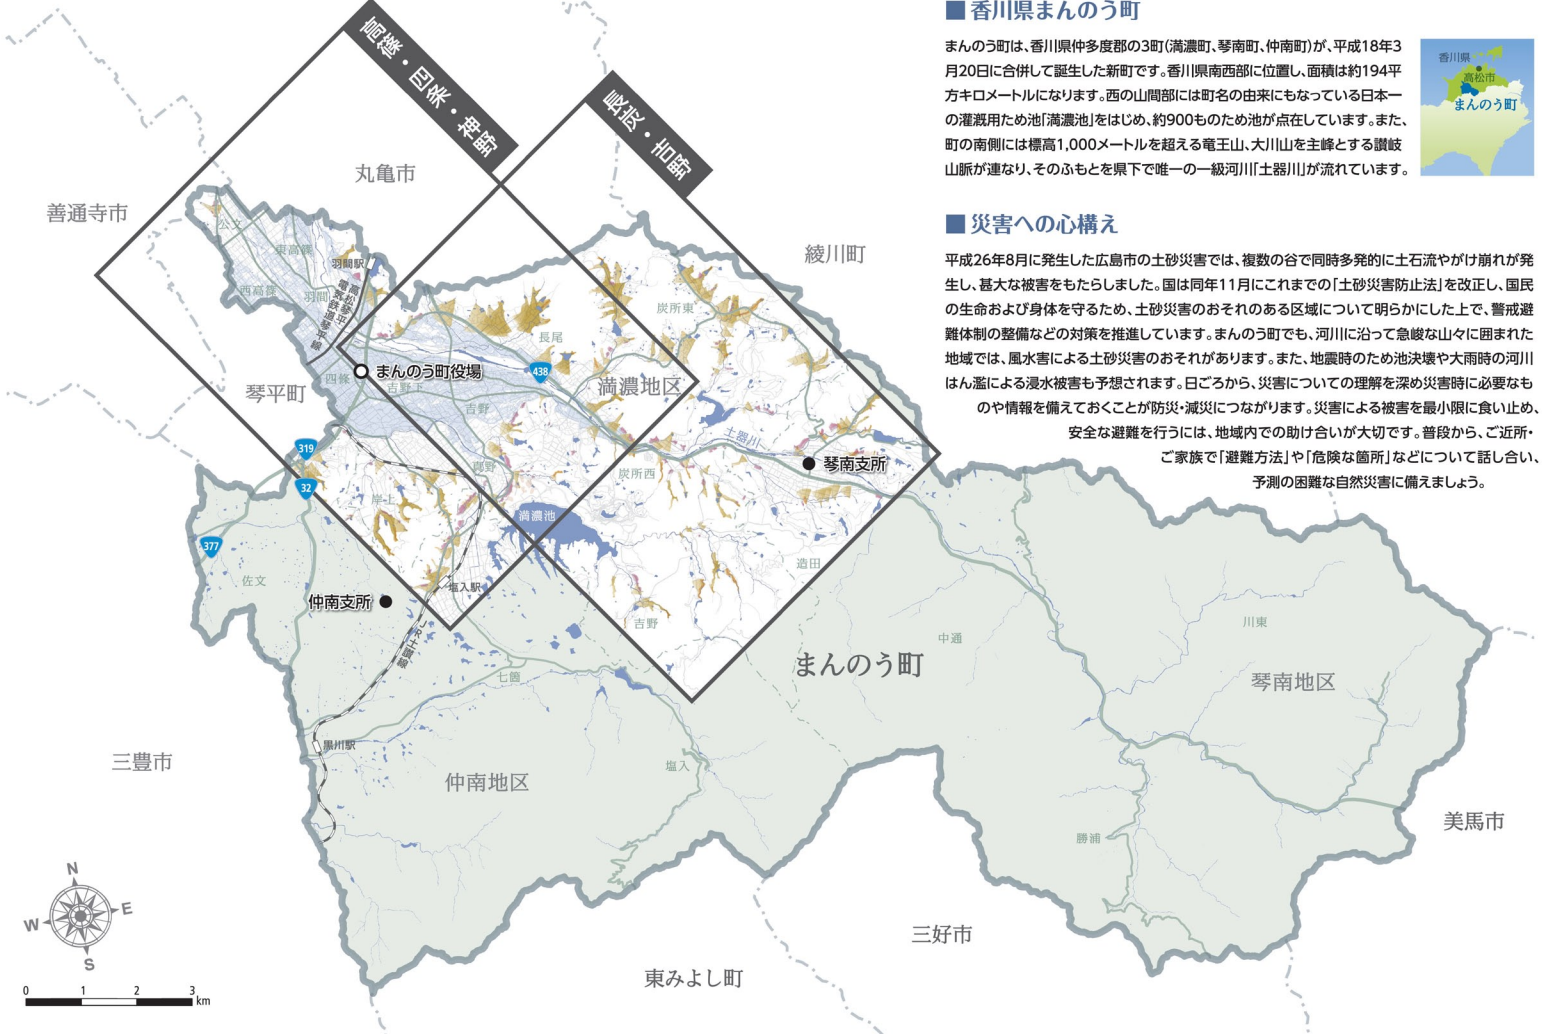 ■ 香川県まんのう町
まんのう町は、香川県仲多度郡の3町(満濃町、琴南町、仲南町)が、平成18年3
月20日に合併して誕生した新町です。香川県南西部に位置し、面積は約194平
方キロメートルになります。西の山間部には町名の由来にもなっている日本一
の灌漑用ため池「満濃池」をはじめ、約900ものため池が点在しています。また、
町の南側には標高1,000メートルを超える竜王山、大川山を主峰とする讃岐
山脈が連なり、そのふもとを県下で唯一の一級河川「土器川」が流れています。
香川県
高松市
まんのう町
■ 災害への心構え
平成26年8月に発生した広島市の土砂災害では、複数の谷で同時多発的に土石流やがけ崩れが発
生し、甚大な被害をもたらしました。国は同年11月にこれまでの「土砂災害防止法」を改正し、国民
の生命および身体を守るため、土砂災害のおそれのある区域について明らかにした上で、警戒避
難体制の整備などの対策を推進しています。まんのう町でも、河川に沿って急峻な山々に囲まれた
地域では、風水害による土砂災害のおそれがあります。また、地震時のため池決壊や大雨時の河川
はん濫による浸水被害も予想されます。日ごろから、災害についての理解を深め災害時に必要なも
のや情報を備えておくことが防災・減災につながります。災害による被害を最小限に食い止め、
安全な避難を行うには、地域内での助け合いが大切です。普段から、ご近所・
ご家族で「避難方法」や「危険な箇所」などについて話し合い、
予測の困難な自然災害に備えましょう。
高篠・四条・神野
長炭・吉野
丸亀市
善通寺市
綾川町
公文
東高篠
西高篠
羽間駅
羽間
高松琴平
電気鉄道琴平線
炭所東
長尾
438
まんのう町役場
満濃地区
四條
吉野下
琴平町
吉野
土器川
319
琴南支所
真野
炭所西
32
岸上
満濃池
377
造田
佐文
塩入駅
仲南支所
吉野
川東
中通
JR土讃線
まんのう町
七箇
琴南地区
黒川駅
三豊市
塩入
仲南地区
美馬市
勝浦
三好市
東みよし町
N
W
E
S
0 1 2 3
km